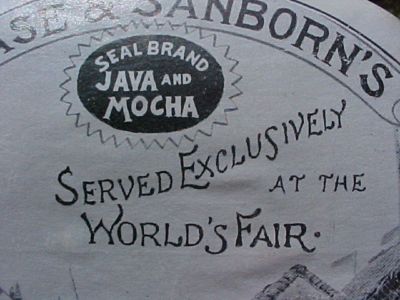 & SANBORN'S
SEAL BRAND
JAVA AND
MOCHA
SERVED EXCLUSIVELY
AT THE
WORLD'S FAIR.